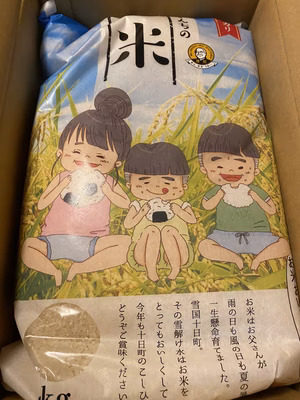 ちの
米
お米はお父さんが
雨の日も風の日も夏の
一生懸命育てました。
雪国十日町。
その雪解け水はお米を
とってもおいしくして
今年も十日町のこしひ
どうぞご賞味ください
kg